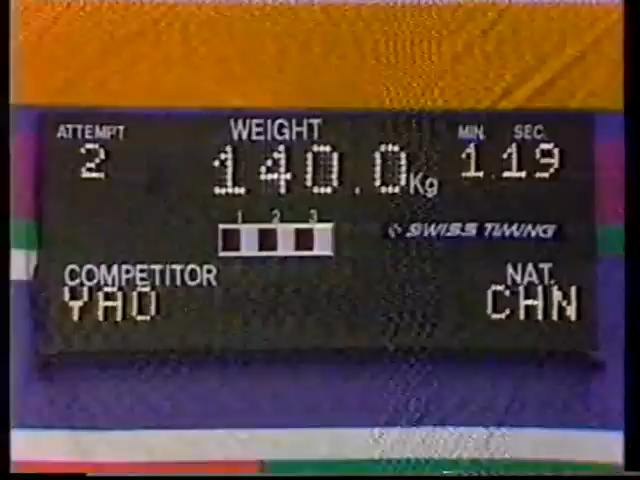 ATTEMPT WEIGHT MIN. SEC.
2 140.0Kg 1.19
1 2 3
SWISS TIMING
COMPETITOR NAT.
YAO CHN